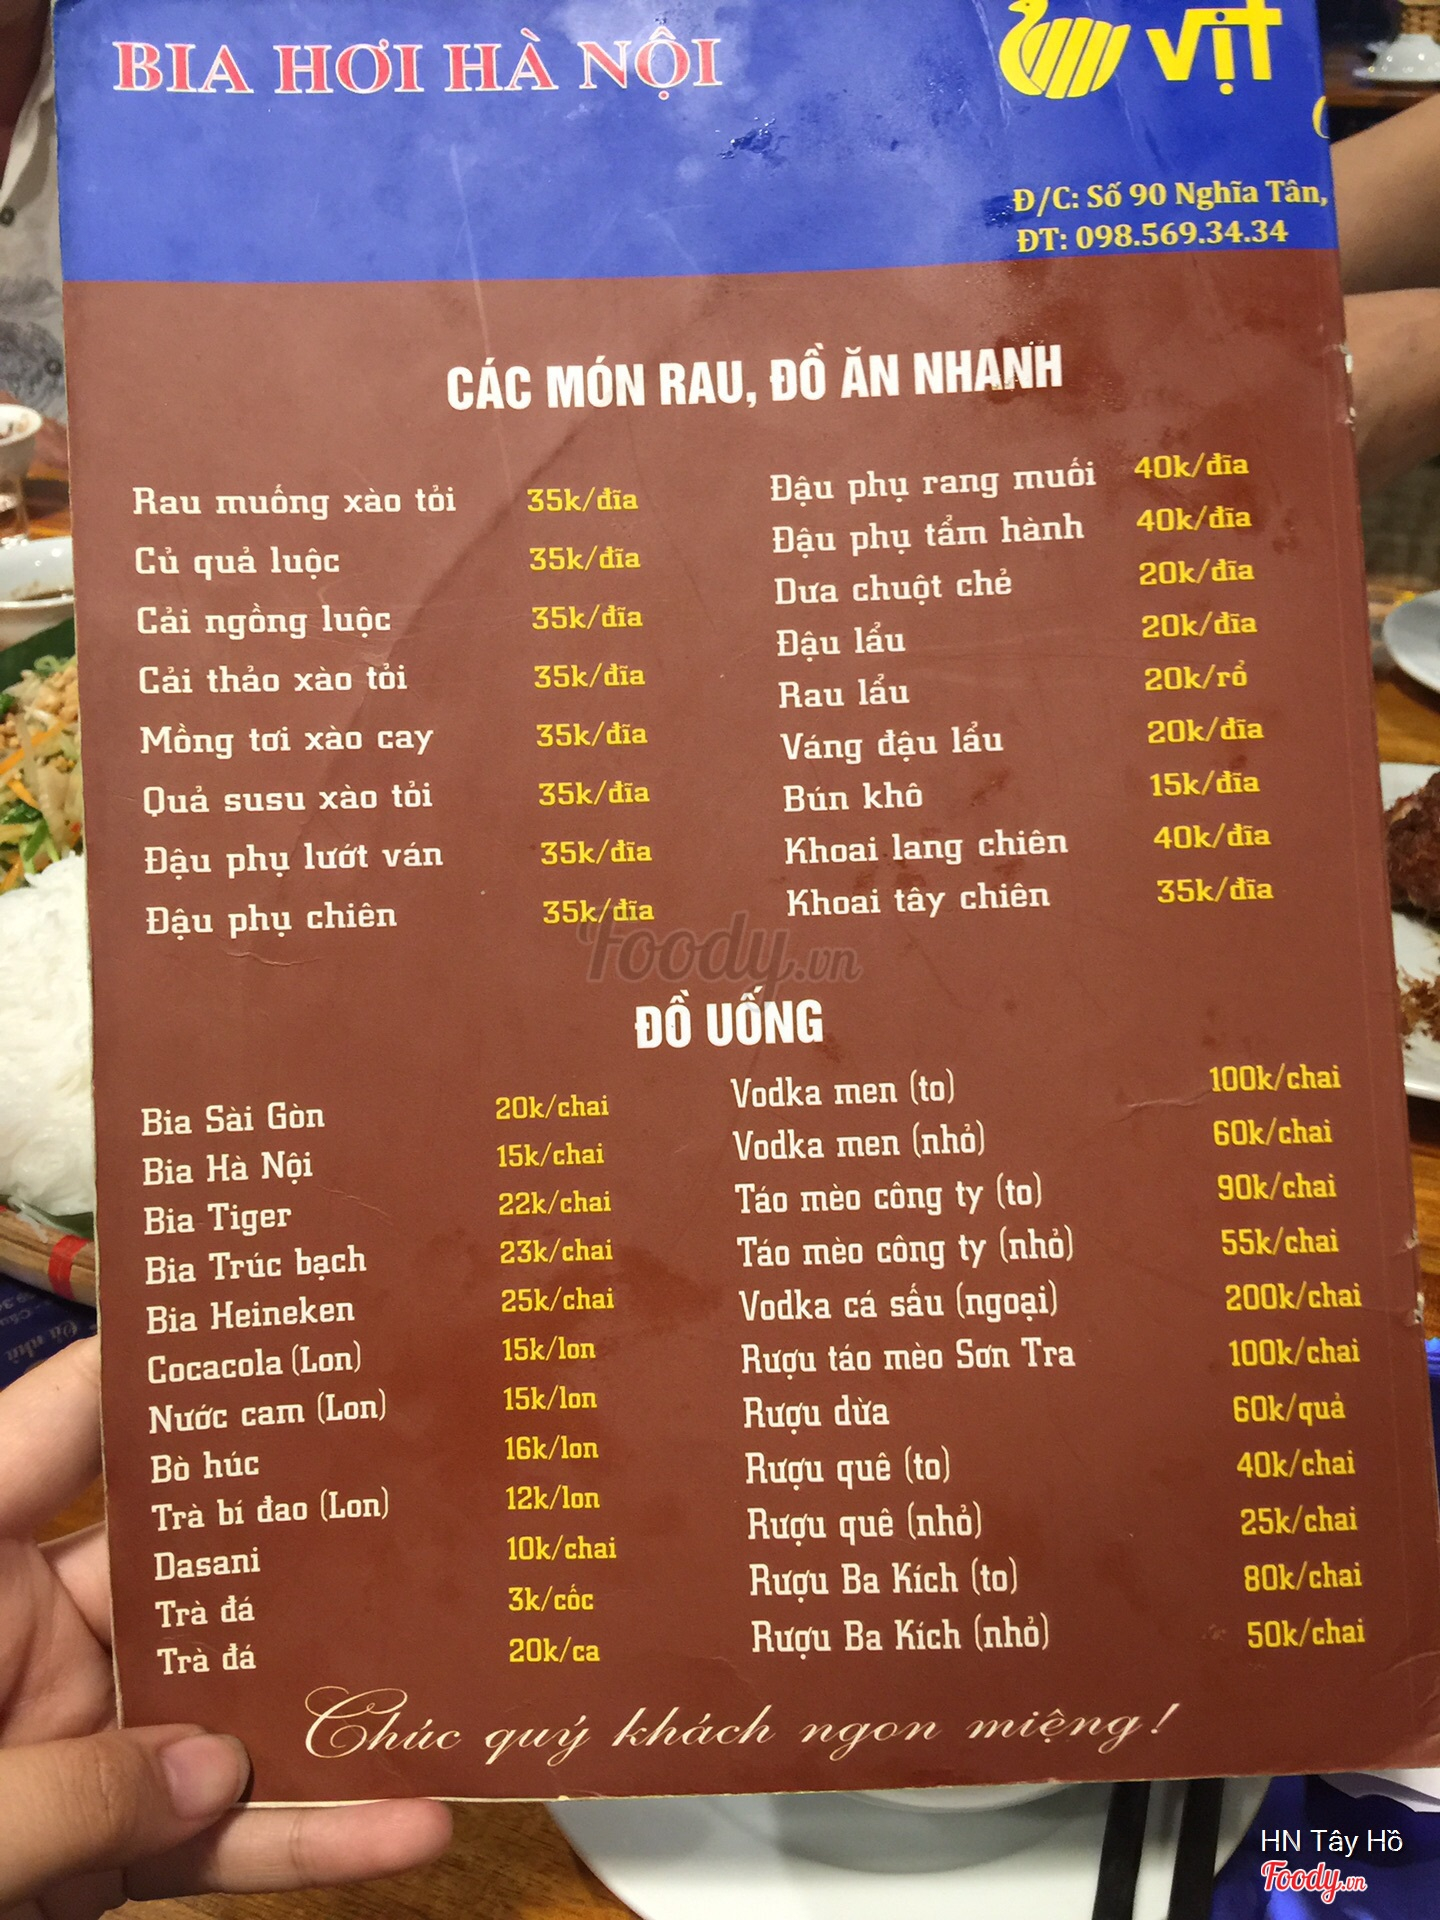 BIA HƠI HÀ NỘI
VỊT
Đ/C: Số 90 Nghĩa Tân,
ĐT: 098.569.34.34
CÁC MÓN RAU, ĐỒ ĂN NHANH
Rau muống xào tỏi 35k/đĩa
Củ quả luộc 35k/đĩa
Cải ngồng luộc 35k/đĩa
Cải thảo xào tỏi 35k/đĩa
Mồng tơi xào cay 35k/đĩa
Quả susu xào tỏi 35k/đĩa
Đậu phụ lướt ván 35k/đĩa
Đậu phụ chiên 35k/đĩa
Đậu phụ rang muối 40k/đĩa
Đậu phụ tẩm hành 40k/đĩa
Dưa chuột chẻ 20k/đĩa
Đậu lẩu 20k/đĩa
Rau lẩu 20k/rổ
Váng đậu lẩu 20k/đĩa
Bún khô 15k/đĩa
Khoai lang chiên 40k/đĩa
Khoai tây chiên 35k/đĩa
Foody.vn
ĐỒ UỐNG
Bia Sài Gòn 20k/chai
Bia Hà Nội 15k/chai
Bia Tiger 22k/chai
Bia Trúc bạch 23k/chai
Bia Heineken 25k/chai
Cocacola (Lon) 15k/lon
Nước cam (Lon) 15k/lon
Bò húc 16k/lon
Trà bí đao (Lon) 12k/lon
Dasani 10k/chai
Trà đá 3k/cốc
Trà đá 20k/ca
Vodka men (to) 100k/chai
Vodka men (nhỏ) 60k/chai
Táo mèo công ty (to) 90k/chai
Táo mèo công ty (nhỏ) 55k/chai
Vodka cá sấu (ngoại) 200k/chai
Rượu táo mèo Sơn Tra 100k/chai
Rượu dừa 60k/quả
Rượu quê (to) 40k/chai
Rượu quê (nhỏ) 25k/chai
Rượu Ba Kích (to) 80k/chai
Rượu Ba Kích (nhỏ) 50k/chai
Chúc quý khách ngon miệng!
HN Tây Hồ
Foody.vn